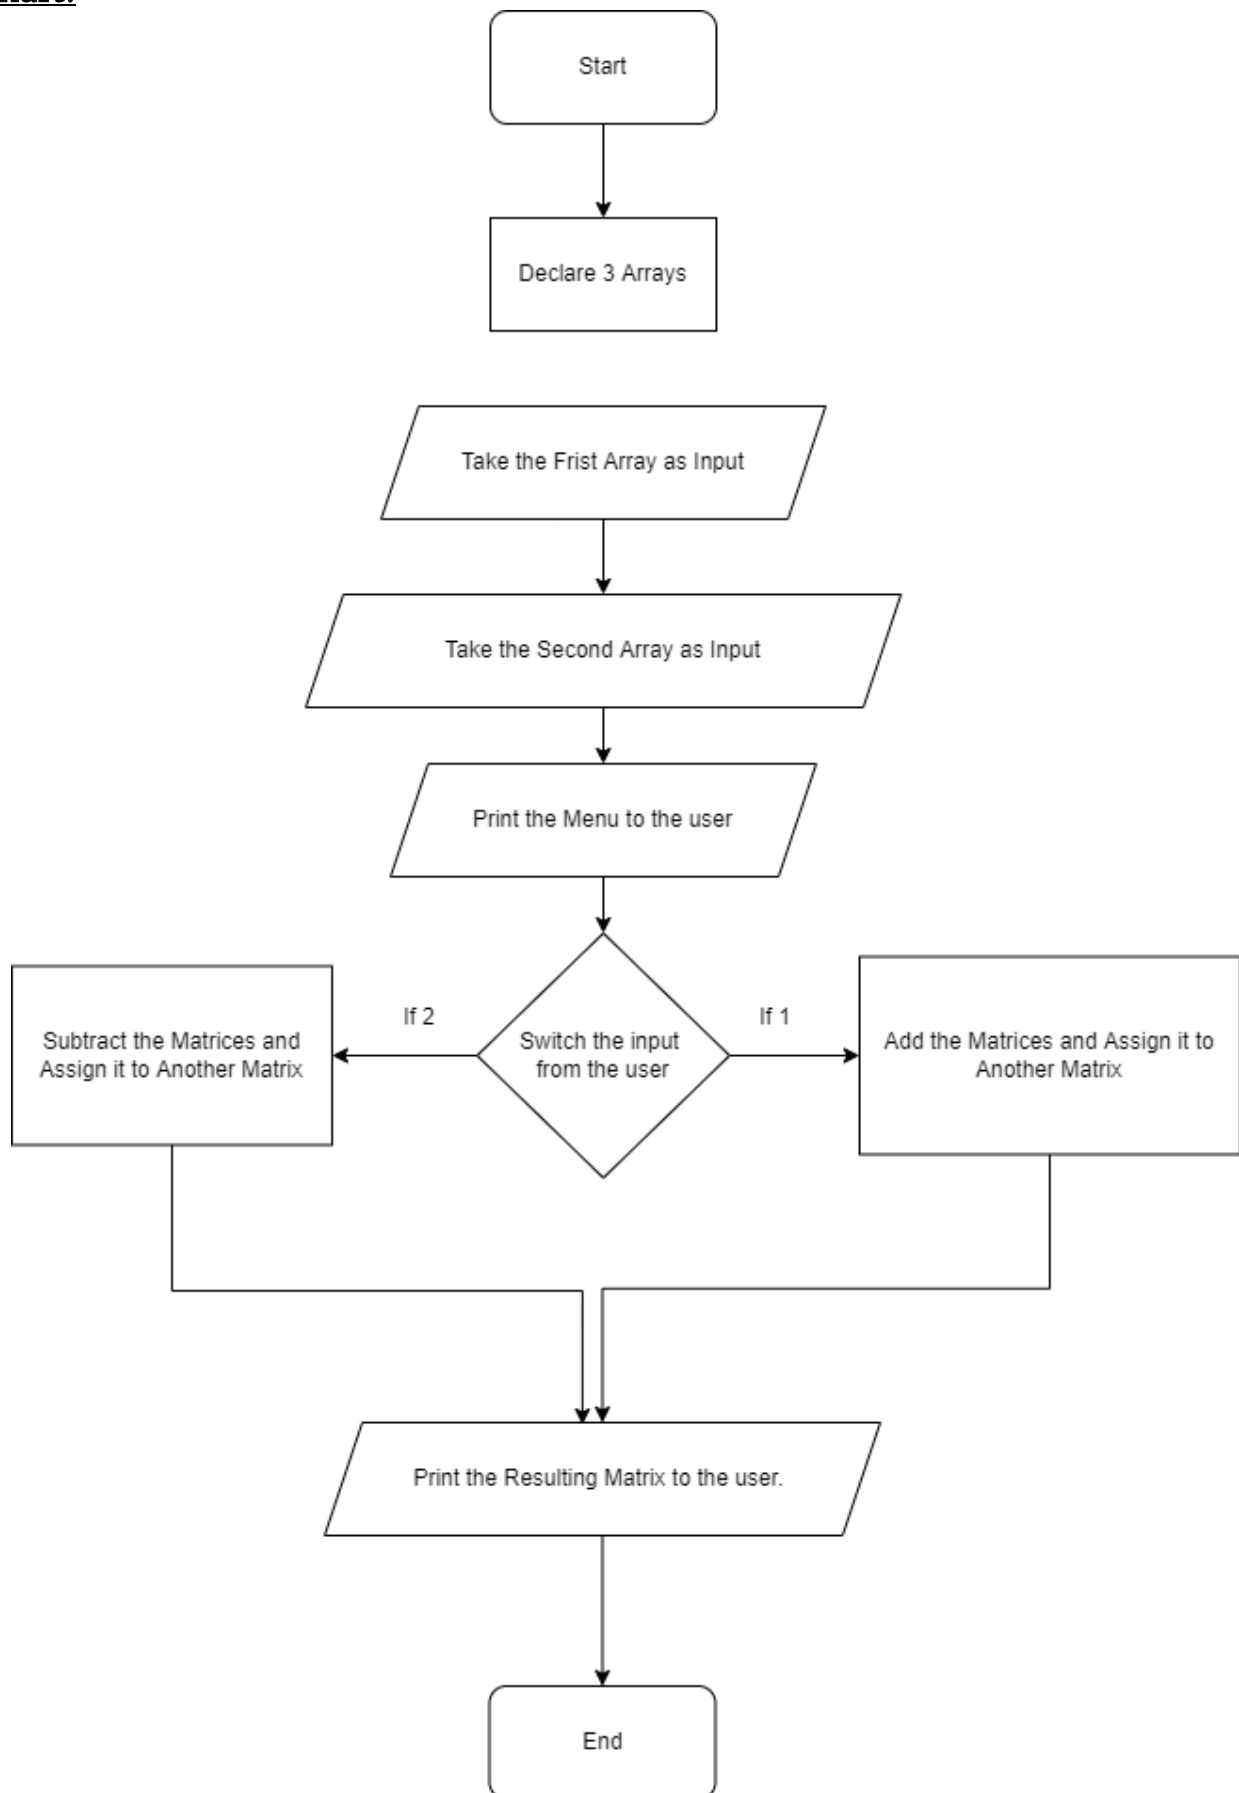 Start
Declare 3 Arrays
Take the Frist Array as Input
Take the Second Array as Input
Print the Menu to the user
If 2
Switch the input
from the user
If 1
Subtract the Matrices and
Assign it to Another Matrix
Add the Matrices and Assign it to
Another Matrix
Print the Resulting Matrix to the user.
End